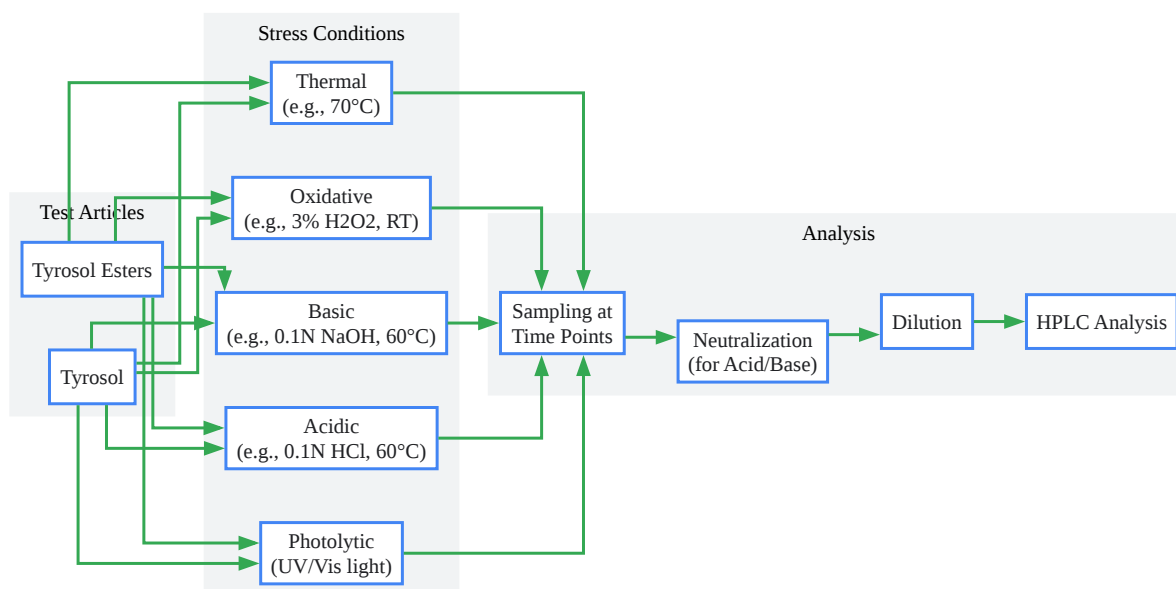 Stress Conditions
Thermal
(e.g., 70°C)
Oxidative
(e.g., 3% H2O2, RT)
Test Articles
Tyrosol Esters
Tyrosol
Basic
(e.g., 0.1N NaOH, 60°C)
Acidic
(e.g., 0.1N HCl, 60°C)
Photolytic
(UV/Vis light)
Analysis
Sampling at
Time Points
Neutralization
(for Acid/Base)
Dilution
HPLC Analysis